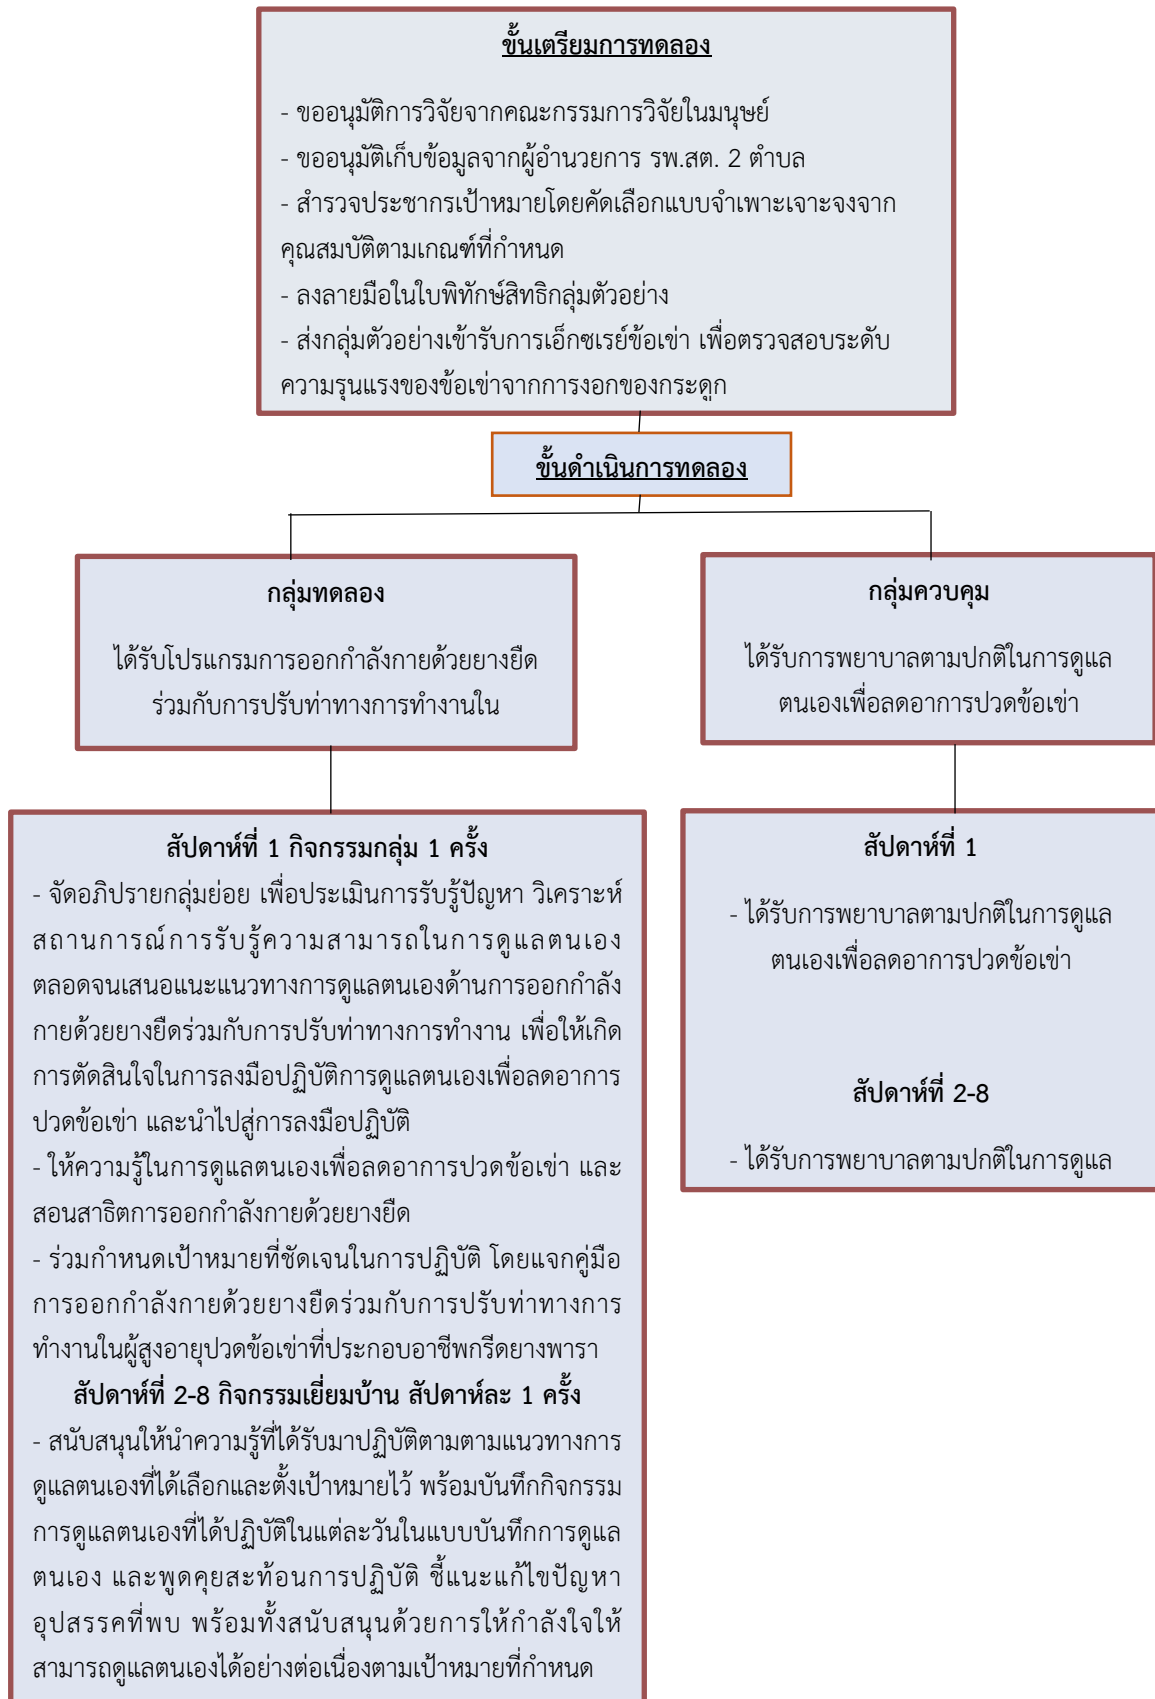 ขั้นเตรียมการทดลอง
- ขออนุมัติการวิจัยจากคณะกรรมการวิจัยในมนุษย์
- ขออนุมัติเก็บข้อมูลจากผู้อำนวยการ รพ.สต. 2 ตำบล
- สำรวจประชากรเป้าหมายโดยคัดเลือกแบบจำเพาะเจาะจงจาก
คุณสมบัติตามเกณฑ์ที่กำหนด
- ลงลายมือในใบพิทักษ์สิทธิกลุ่มตัวอย่าง
- ส่งกลุ่มตัวอย่างเข้ารับการเอ็กซเรย์ข้อเข่า เพื่อตรวจสอบระดับ
ความรุนแรงของข้อเข่าจากการงอกของกระดูก
ขั้นดำเนินการทดลอง
กลุ่มทดลอง
ได้รับโปรแกรมการออกกำลังกายด้วยยางยืด
ร่วมกับการปรับท่าทางการทำงานใน
กลุ่มควบคุม
ได้รับการพยาบาลตามปกติในการดูแล
ตนเองเพื่อลดอาการปวดข้อเข่า
สัปดาห์ที่ 1 กิจกรรมกลุ่ม 1 ครั้ง
- จัดอภิปรายกลุ่มย่อย เพื่อประเมินการรับรู้ปัญหา วิเคราะห์
สถานการณ์การรับรู้ความสามารถในการดูแลตนเอง
ตลอดจนเสนอแนะแนวทางการดูแลตนเองด้านการออกกำลัง
กายด้วยยางยืดร่วมกับการปรับท่าทางการทำงาน เพื่อให้เกิด
การตัดสินใจในการลงมือปฏิบัติการดูแลตนเองเพื่อลดอาการ
ปวดข้อเข่า และนำไปสู่การลงมือปฏิบัติ
- ให้ความรู้ในการดูแลตนเองเพื่อลดอาการปวดข้อเข่า และ
สอนสาธิตการออกกำลังกายด้วยยางยืด
- ร่วมกำหนดเป้าหมายที่ชัดเจนในการปฏิบัติ โดยแจกคู่มือ
การออกกำลังกายด้วยยางยืดร่วมกับการปรับท่าทางการ
ทำงานในผู้สูงอายุปวดข้อเข่าที่ประกอบอาชีพกรีดยางพารา
สัปดาห์ที่ 2-8 กิจกรรมเยี่ยมบ้าน สัปดาห์ละ 1 ครั้ง
- สนับสนุนให้นำความรู้ที่ได้รับมาปฏิบัติตามตามแนวทางการ
ดูแลตนเองที่ได้เลือกและตั้งเป้าหมายไว้ พร้อมบันทึกกิจกรรม
การดูแลตนเองที่ได้ปฏิบัติในแต่ละวันในแบบบันทึกการดูแล
ตนเอง และพูดคุยสะท้อนการปฏิบัติ ชี้แนะแก้ไขปัญหา
อุปสรรคที่พบ พร้อมทั้งสนับสนุนด้วยการให้กำลังใจให้
สามารถดูแลตนเองได้อย่างต่อเนื่องตามเป้าหมายที่กำหนด
สัปดาห์ที่ 1
- ได้รับการพยาบาลตามปกติในการดูแล
ตนเองเพื่อลดอาการปวดข้อเข่า
สัปดาห์ที่ 2-8
- ได้รับการพยาบาลตามปกติในการดูแล